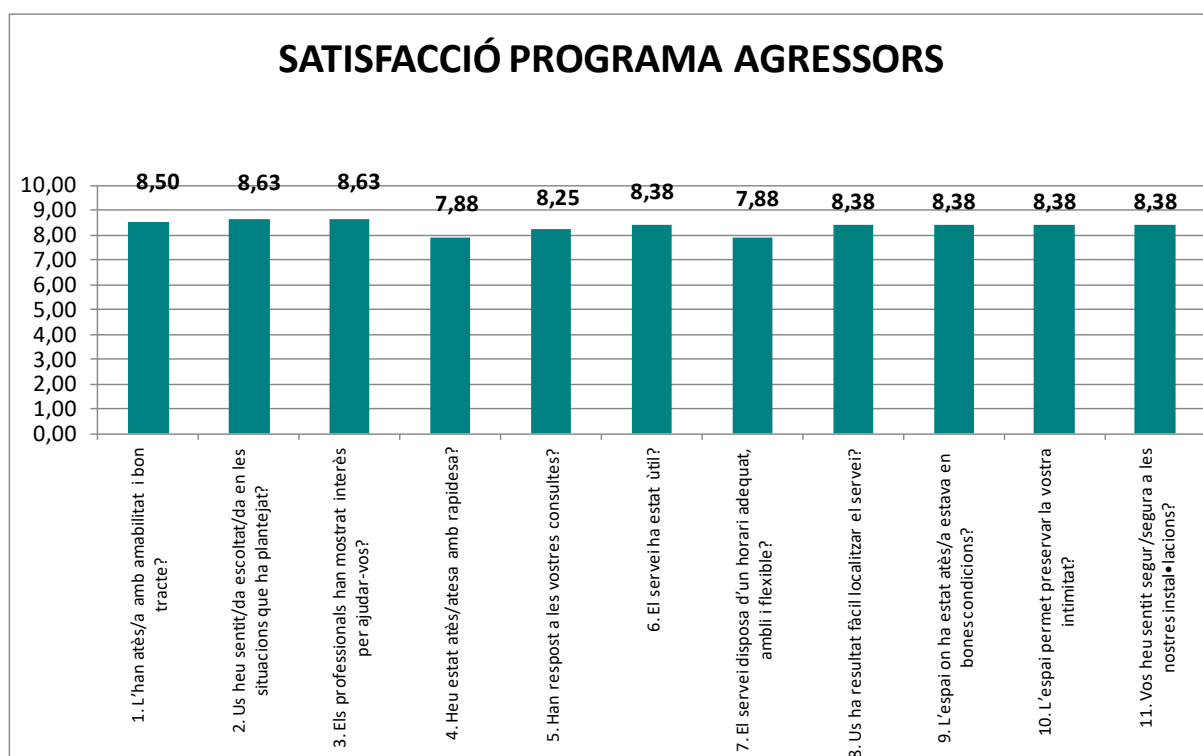 SATISFACCIÓ PROGRAMA AGRESSORS
8,50
8,63
8,63
7,88
8,25
8,38
7,88
8,38
8,38
8,38
8,38
10,00
9,00
8,00
7,00
6,00
5,00
4,00
3,00
2,00
1,00
0,00
1. L'han atès/a amb amabilitat i bon
tracte?
2. Us heu sentit/da escoltat/da en les
situacions que ha plantejat?
3. Els professionals han mostrat interès
per ajudar-vos?
4. Heu estat atès/atesa amb rapidesa?
5. Han respost a les vostres consultes?
6. El servei ha estat ùtil?
7. El servei disposa d'un horari adequat,
ambli i flexible?
8. Us ha resultat fàcil localitzar el servei?
9. L'espai on ha estat atès/a estava en
bones condicions?
10. L'espai permet preservar la vostra
intimitat?
11. Vos heu sentit segur/segura a les
nostres instal•lacions?